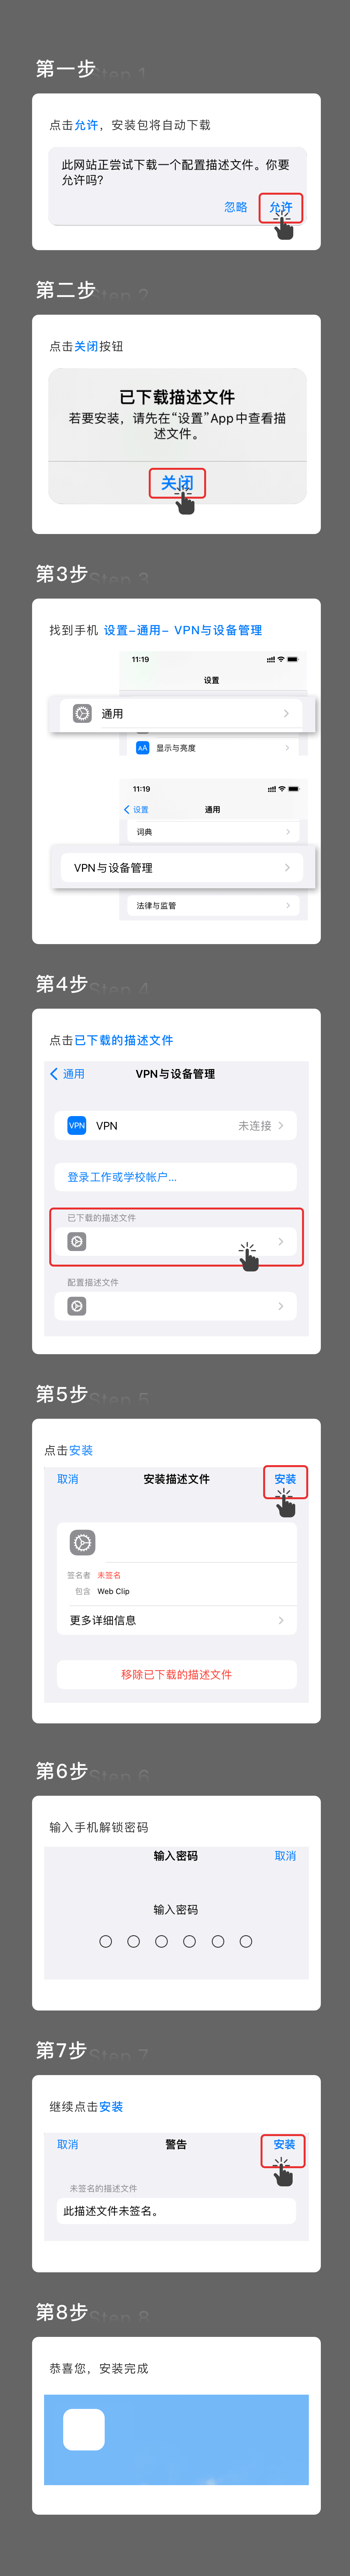 第一步
Step 1
点击允许，安装包将自动下载
此网站正尝试下载一个配置描述文件。你要
允许吗?
忽略 允许
第二步
Step 2
点击关闭按钮
已下载描述文件
若要安装，请先在“设置”App中查看描
述文件。
关闭
第3步
Step 3
找到手机 设置-通用- VPN与设备管理
11:19
设置
通用
AA 显示与亮度
11:19
设置 通用
词典
VPN与设备管理
法律与监管
第4步
Step 4
点击已下载的描述文件
通用 VPN与设备管理
VPN VPN 未连接
登录工作或学校帐户...
已下载的描述文件
配置描述文件
第5步
Step 5
点击安装
取消 安装描述文件 安装
签名者 未签名
包含 Web Clip
更多详细信息
移除已下载的描述文件
第6步
Step 6
输入手机解锁密码
输入密码 取消
输入密码
第7步
Step 7
继续点击安装
取消 警告 安装
未签名的描述文件
此描述文件未签名。
第8步
Step 8
恭喜您，安装完成